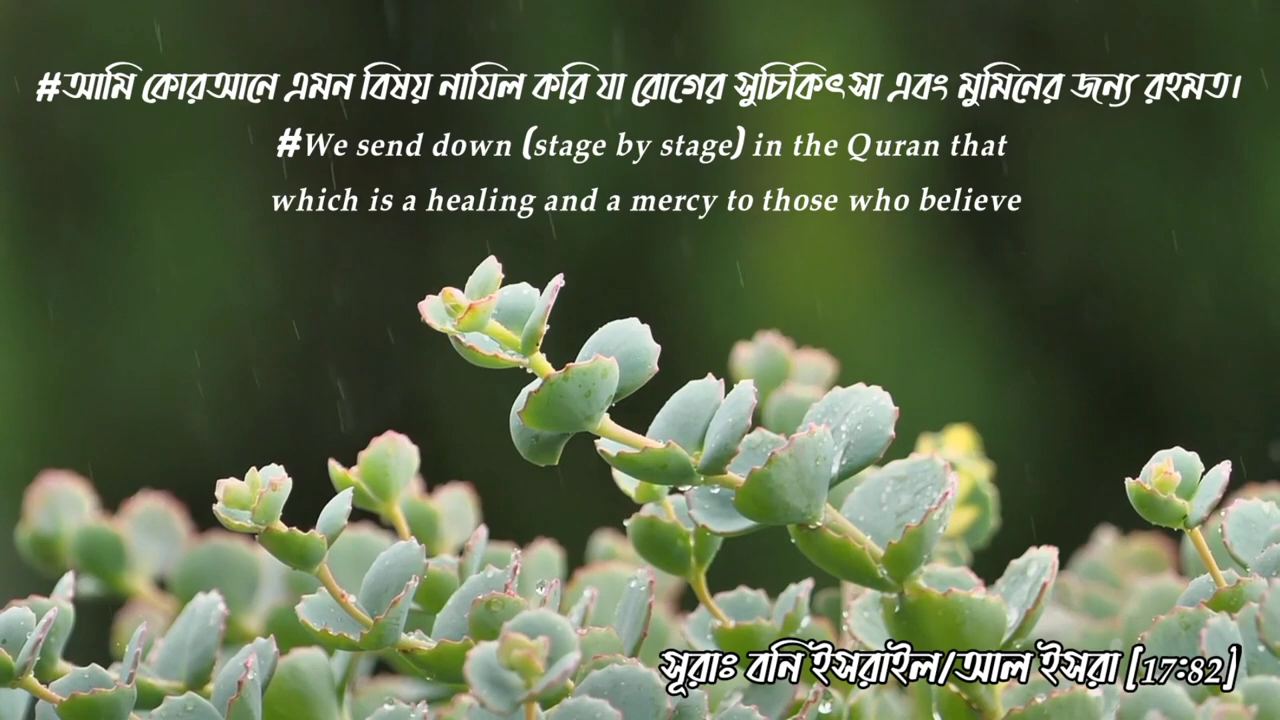 #আমি কোরআনে এমন বিষয় নাযিল করি যা রোগের সুচিকিৎসা এবং মুমিনের জন্য রহমত।
#We send down (stage by stage) in the Quran that
which is a healing and a mercy to those who believe
সূরাঃ বনি ইসরাইল/আল ইসরা [17:82]